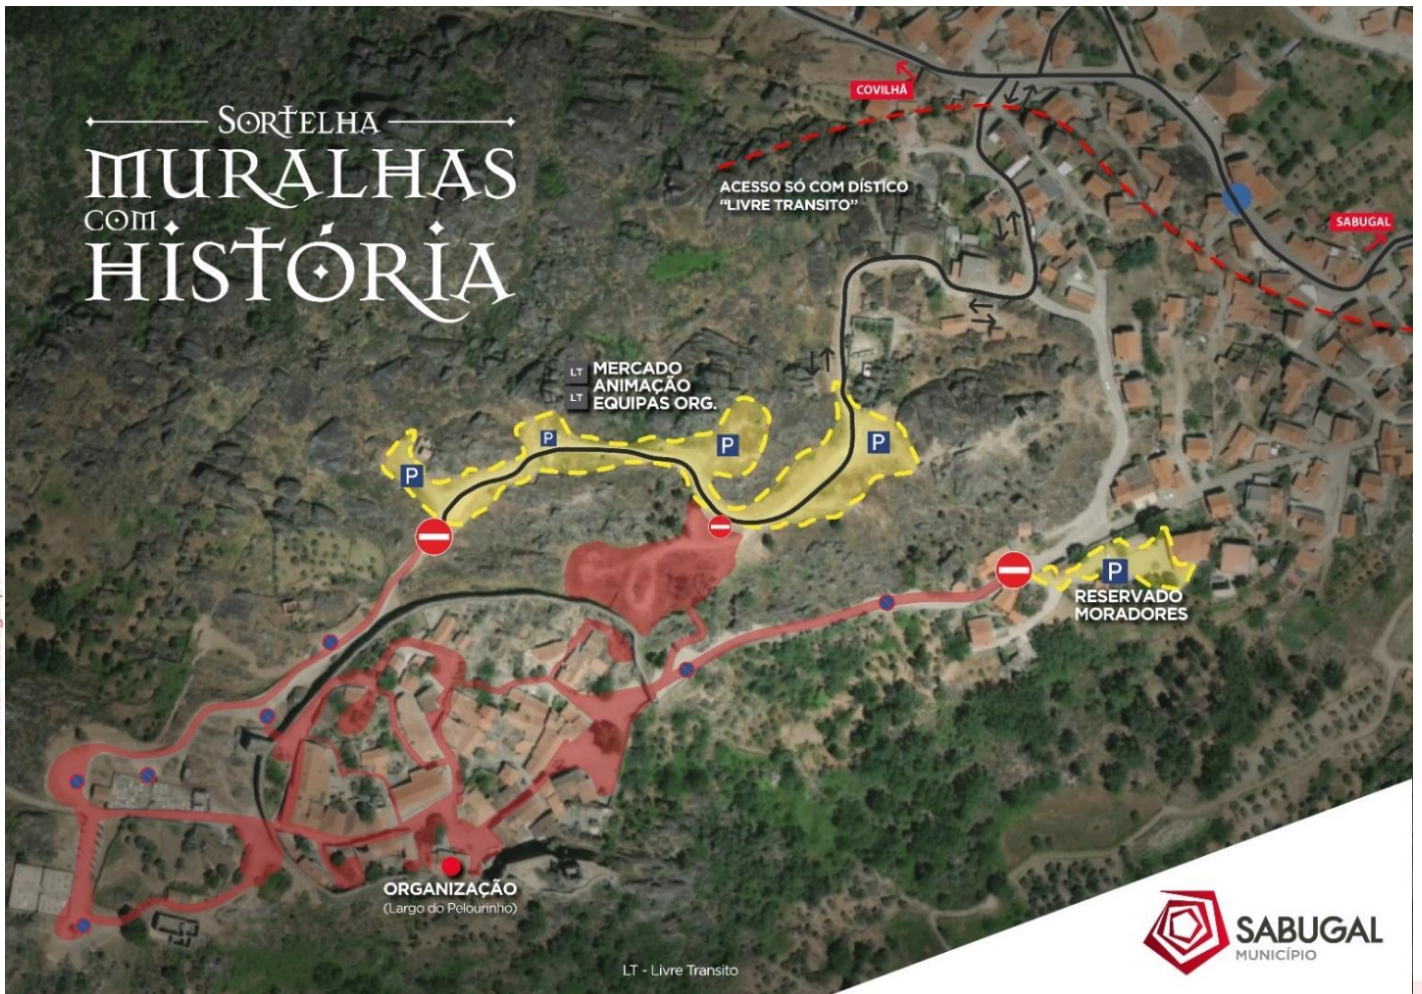 SORTELHA
MURALHAS
COM
HISTÓRIA
COVILHÃ
ACESSO SÓ COM DÍSTICO
“LIVRE TRANSITO”
SABUGAL
LT MERCADO
ANIMAÇÃO
LT EQUIPAS ORG.
P
P
P
P
P
RESERVADO
MORADORES
ORGANIZAÇÃO
(Largo do Pelourinho)
LT - Livre Transito
SABUGAL
MUNICÍPIO